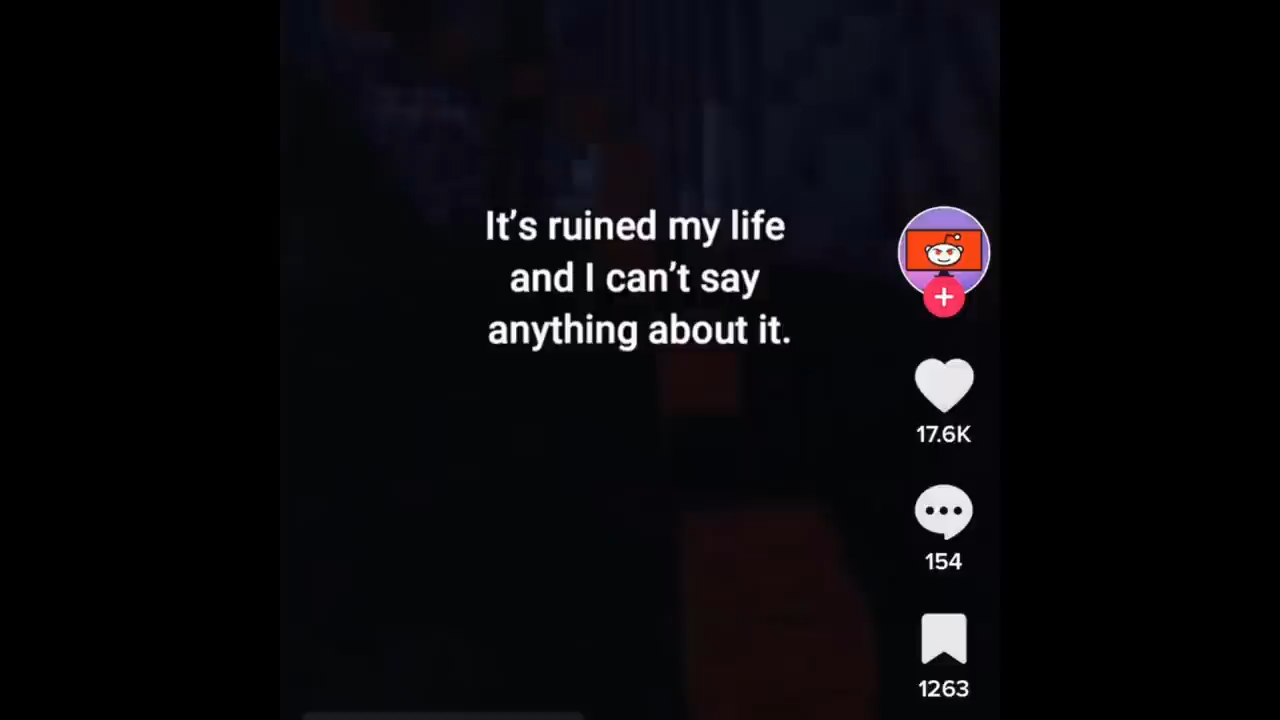 It’s ruined my life
and I can’t say
anything about it.
17.6K
154
1263